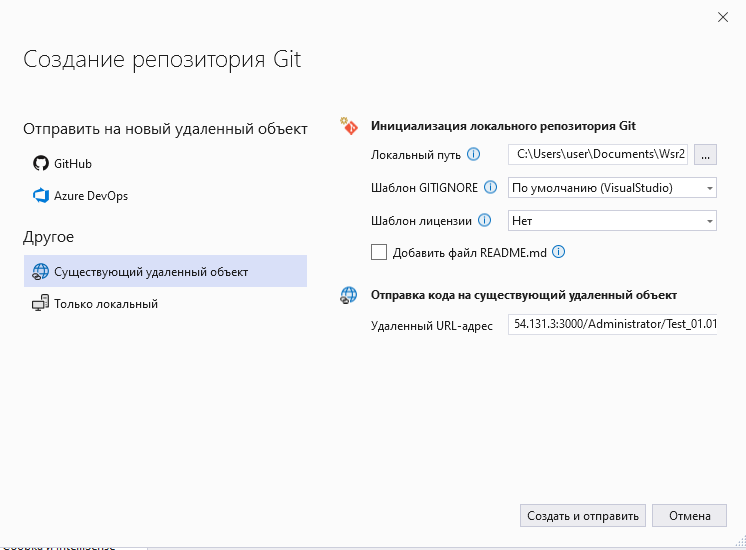 Создание репозитория Git
Отправить на новый удаленный объект
GitHub
Azure DevOps
Другое
Существующий удаленный объект
Только локальный
Инициализация локального репозитория Git
Локальный путь
C:\Users\user\Documents\Wsr2
...
Шаблон GITIGNORE
По умолчанию (VisualStudio)
Шаблон лицензии
Нет
Добавить файл README.md
Отправка кода на существующий удаленный объект
Удаленный URL-адрес
54.131.3:3000/Administrator/Test_01.01
Создать и отправить
Отмена